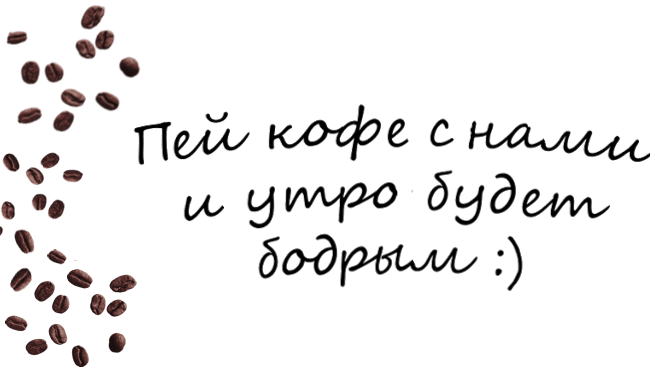 Пей кофе с нами
и утро будет
бодрым :)